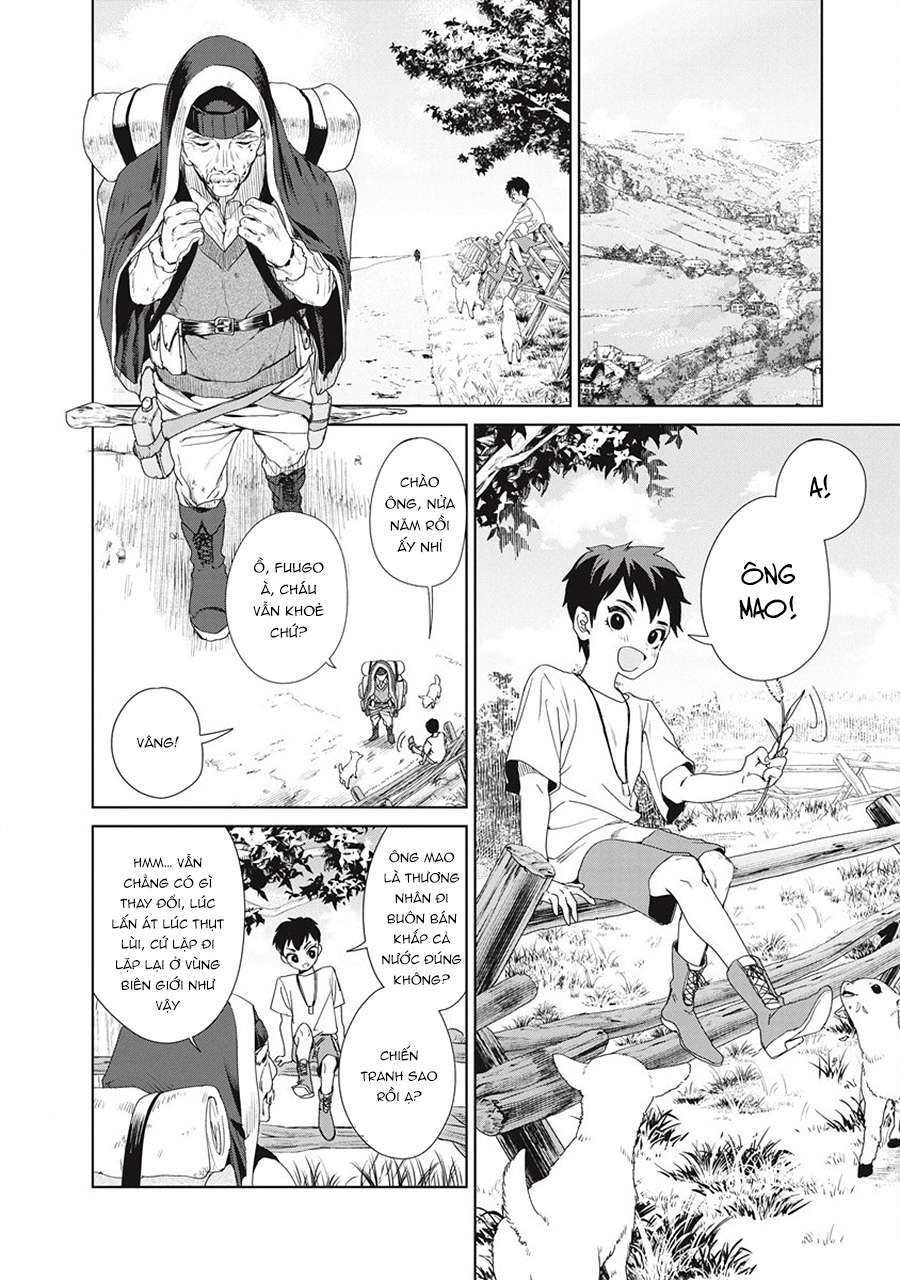 A!
ÔNG
MAO!
CHÀO
ÔNG, NỬA
NĂM RỒI
ẤY NHỈ
Ồ, FUUGO
À, CHÁU
VẪN KHOẺ
CHỨ?
VÂNG!
ÔNG MAO
LÀ THƯƠNG
NHÂN ĐI
BUÔN BÁN
KHẮP CẢ
NƯỚC ĐÚNG
KHÔNG?
CHIẾN
TRANH SAO
RỒI Ạ?
HMM... VẪN
CHẲNG CÓ GÌ
THAY ĐỔI, LÚC
LẤN ÁT LÚC THỤT
LÙI, CỨ LẶP ĐI
LẶP LẠI Ở VÙNG
BIÊN GIỚI NHƯ
VẬY